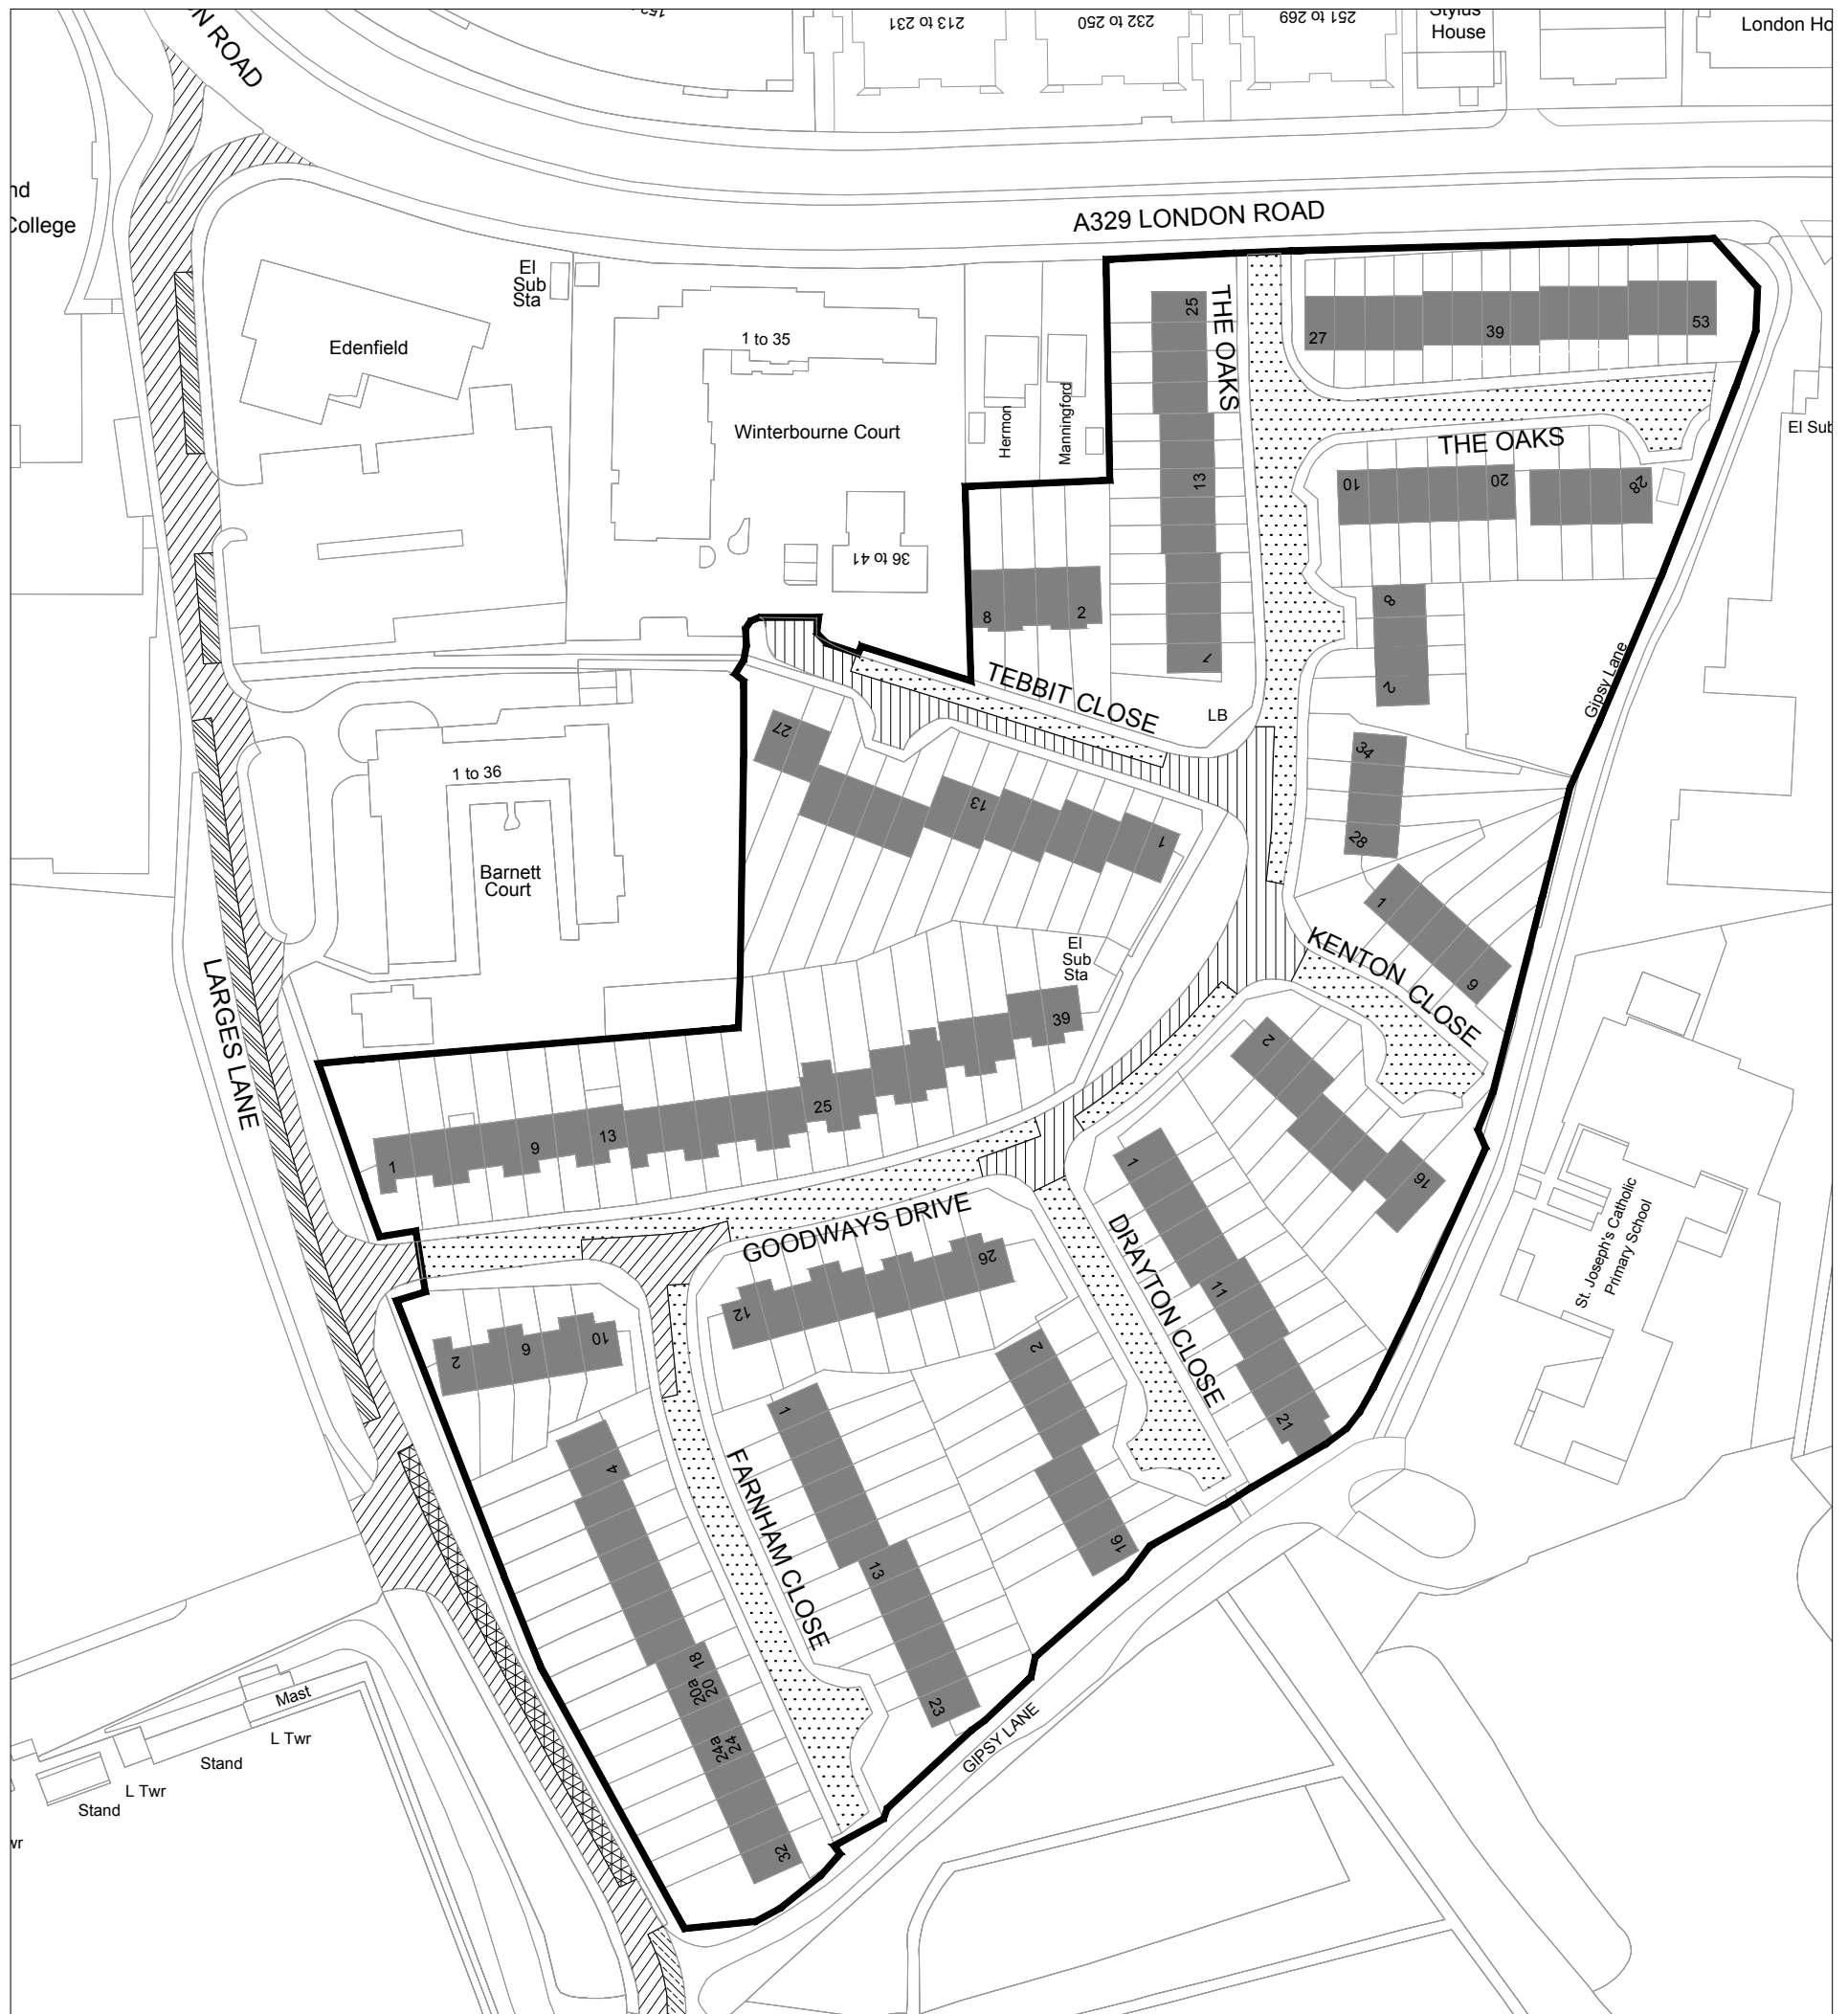 213 to 231
232 to 250
251 to 269
House
London Ho
ON ROAD
nd
College
A329 LONDON ROAD
El
Sub
Sta
Edenfield
1 to 35
Winterbourne Court
Hermon
Manningford
36 to 41
THE OAKS
25
13
7
27
39
53
THE OAKS
10
20
28
El Sub
8
2
8
2
Gipsy Lane
TEBBIT CLOSE
LB
27
13
1
34
28
1 to 36
Barnett
Court
El
Sub
Sta
1
9
KENTON CLOSE
2
16
LARGES LANE
1
9
13
25
39
GOODWAYS DRIVE
2
6
10
12
26
1
11
21
DRAYTON CLOSE
2
16
St. Joseph's Catholic
Primary School
FARNHAM CLOSE
1
13
23
4
18
20a
20
24a
24
32
GIPSY LANE
Mast
L Twr
Stand
L Twr
Stand
wr